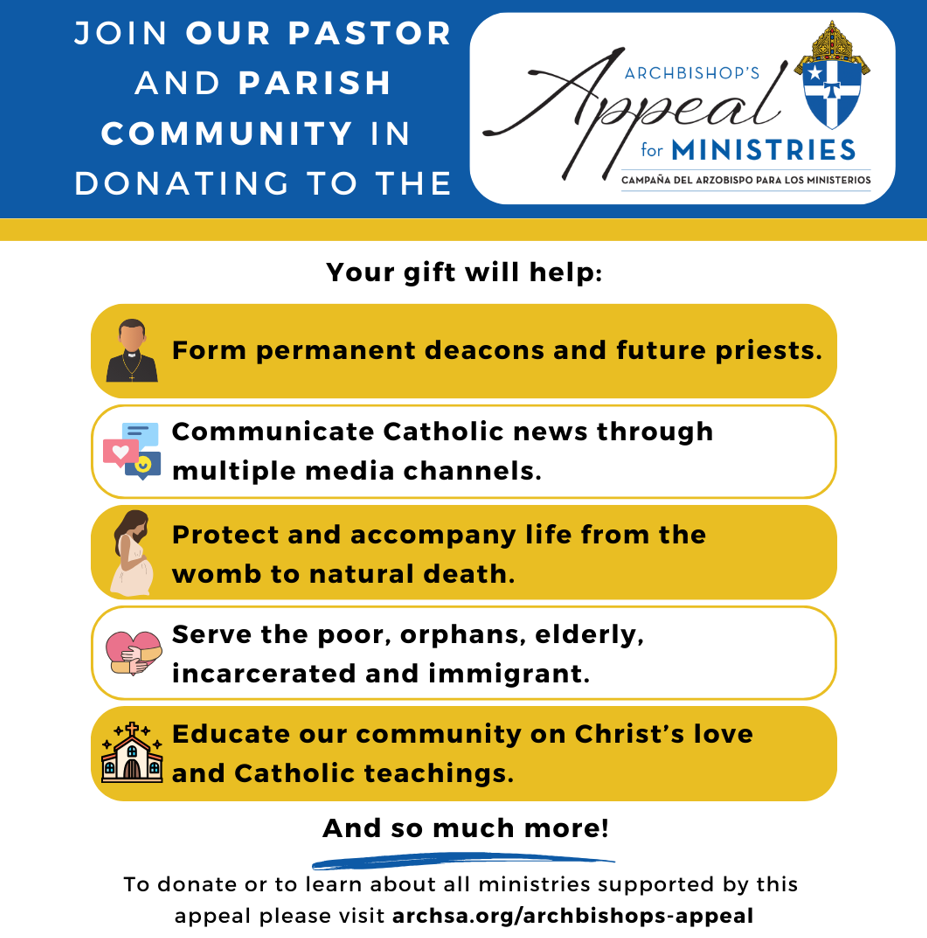 JOIN OUR PASTOR
AND PARISH
COMMUNITY IN
DONATING TO THE
ARCHBISHOP'S
Appeal
for MINISTRIES
CAMPAÑA DEL ARZOBISPO PARA LOS MINISTERIOS
Your gift will help:
Form permanent deacons and future priests.
Communicate Catholic news through
multiple media channels.
Protect and accompany life from the
womb to natural death.
Serve the poor, orphans, elderly,
incarcerated and immigrant.
Educate our community on Christ’s love
and Catholic teachings.
And so much more!
To donate or to learn about all ministries supported by this
appeal please visit archsa.org/archbishops-appeal